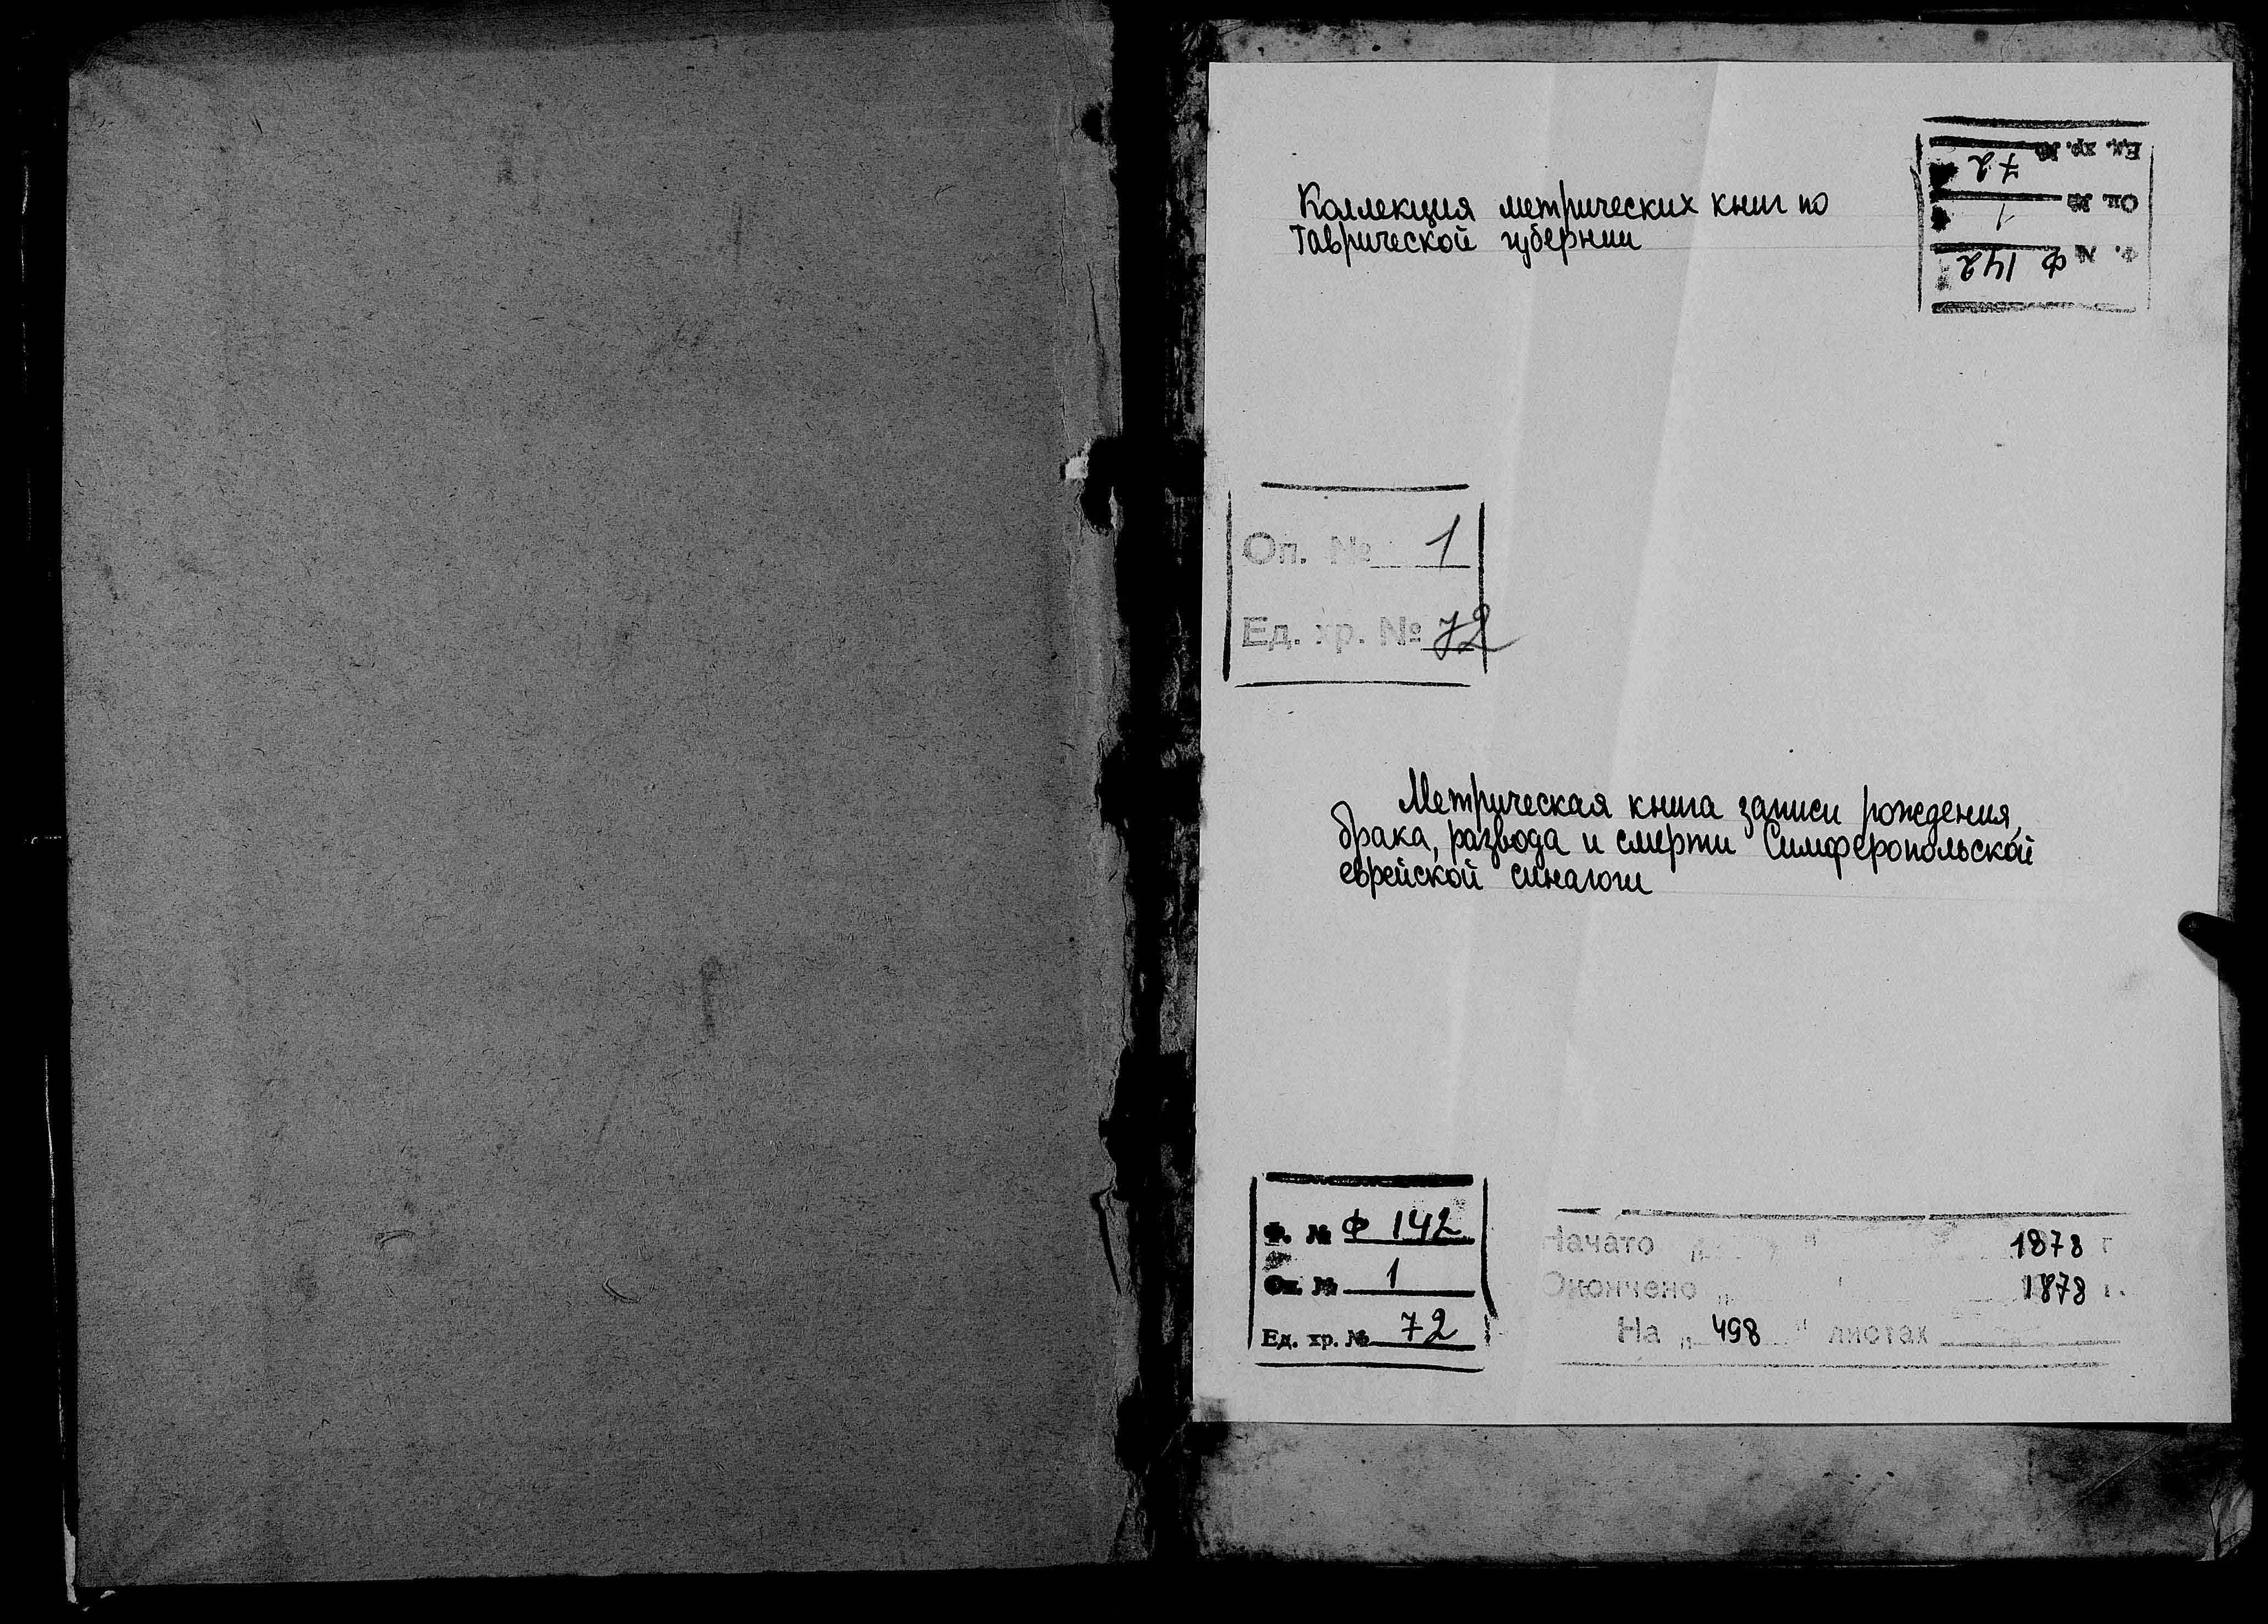 Коллекция метрических книг по
Таврической губернии
Ед. хр. № 72
Оп. № 1
Ф. № Ф 142
Оп. № 1
Ед. хр. № 72
Метрическая книга записи рождения,
брака, развода и смерти Симферопольской
еврейской синагоги
Ф. № Ф 142
Оп. № 1
Ед. хр. № 72
Начато „ " 1878 г
Окончено „ 1878 г.
На „ 498 " листах